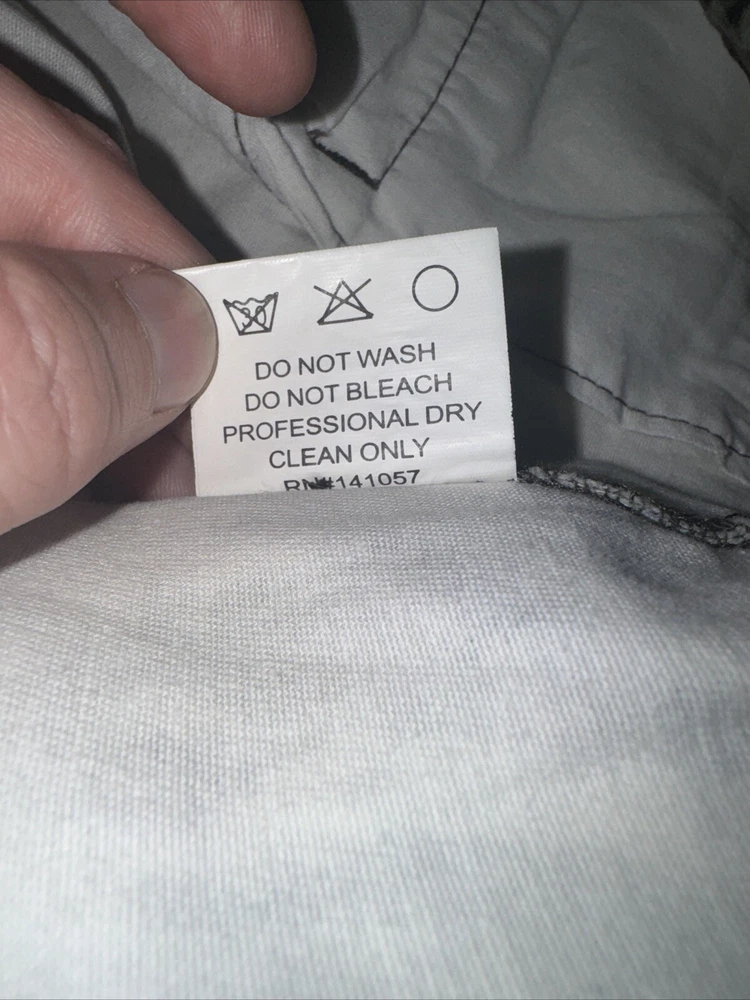 30
DO NOT WASH
DO NOT BLEACH
PROFESSIONAL DRY
CLEAN ONLY
RN#141057